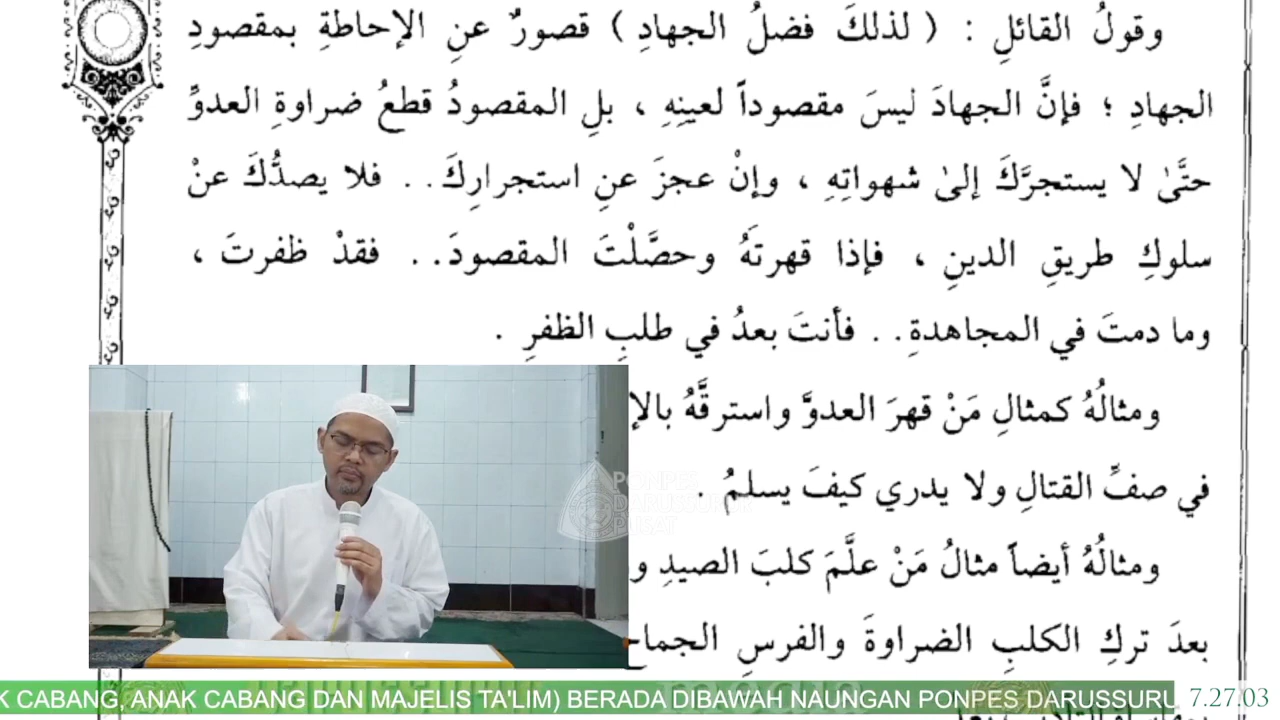 وقولُ القائلِ : ( لذلكَ فضلُ الجهادِ ) قصورٌ عنِ الإحاطةِ بمقصودِ
الجهادِ ؛ فإنَّ الجهادَ ليسَ مقصوداً لعينِهِ ، بلِ المقصودُ قطعُ ضراوةِ العدوِّ
حتَّىٰ لا يستجرَّكَ إلىٰ شهواتِهِ ، وإنْ عجزَ عنِ استجرارِكَ . . فلا يصدُّكَ عنْ
سلوكِ طريقِ الدينِ ، فإذا قهرتَهُ وحصَّلْتَ المقصودَ . . فقدْ ظفرتَ ،
وما دمتَ في المجاهدةِ . . فأنتَ بعدُ في طلبِ الظفرِ .
ومثالُهُ كمثالِ مَنْ قهرَ العدوَّ واسترقَّهُ
في صفِّ القتالِ ولا يدري كيفَ يسلمُ .
ومثالُهُ أيضاً مثالُ مَنْ علَّمَ كلبَ الصيدِ و
بعدَ تركِ الكلبِ الضراوةَ والفرسِ
PONPES
DARUSSURUR
PUSAT
K CABANG, ANAK CABANG DAN MAJELIS TA'LIM) BERADA DIBAWAH NAUNGAN PONPES DARUSSURU
7.27.03